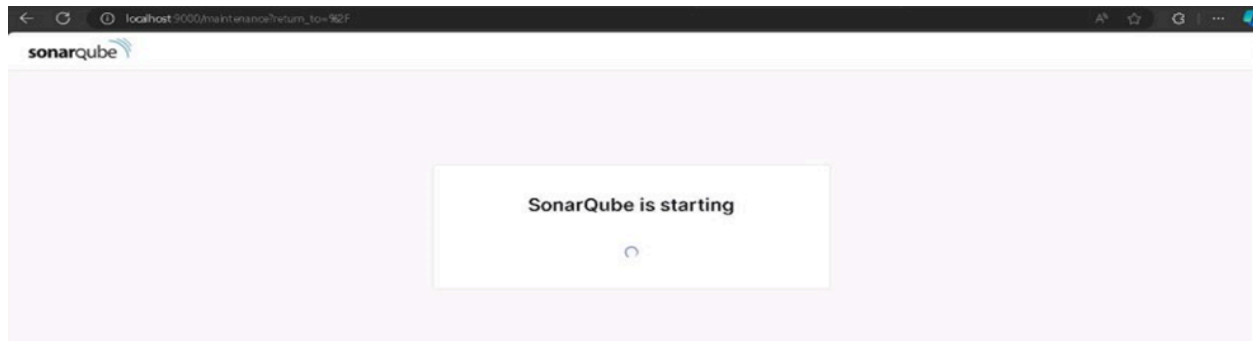 localhost:9000/maintenance?return_to=%2F
sonarqube
SonarQube is starting